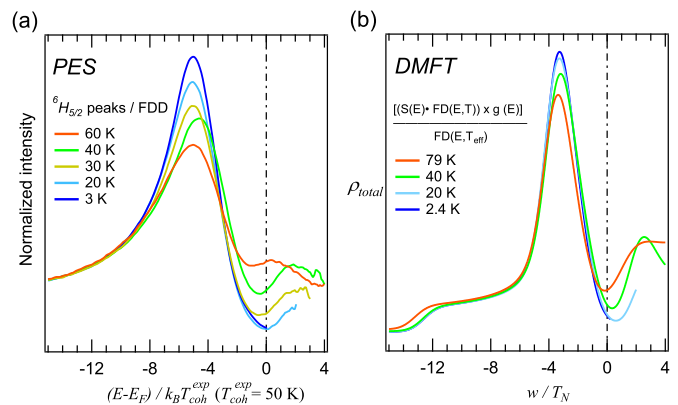 (a)
PES
⁶H₅/₂ peaks / FDD
60 K
40 K
30 K
20 K
3 K
Normalized intensity
-12 -8 -4 0 4
(E-E_F) / k_B T_coh^exp (T_coh^exp = 50 K)
(b)
DMFT
[(S(E)• FD(E,T)) x g (E)]
FD(E,T_eff)
79 K
40 K
20 K
2.4 K
ρ_total
-12 -8 -4 0 4
w / T_N